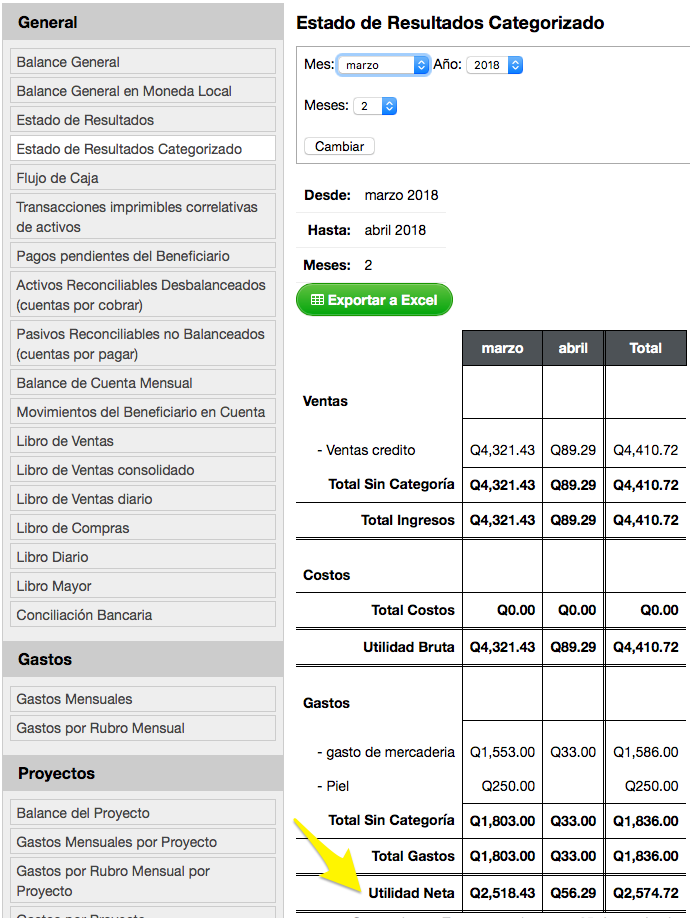 General
Balance General
Balance General en Moneda Local
Estado de Resultados
Estado de Resultados Categorizado
Flujo de Caja
Transacciones imprimibles correlativas
de activos
Pagos pendientes del Beneficiario
Activos Reconciliables Desbalanceados
(cuentas por cobrar)
Pasivos Reconciliables no Balanceados
(cuentas por pagar)
Balance de Cuenta Mensual
Movimientos del Beneficiario en Cuenta
Libro de Ventas
Libro de Ventas consolidado
Libro de Ventas diario
Libro de Compras
Libro Diario
Libro Mayor
Conciliación Bancaria
Gastos
Gastos Mensuales
Gastos por Rubro Mensual
Proyectos
Balance del Proyecto
Gastos Mensuales por Proyecto
Gastos por Rubro Mensual por
Proyecto
Gastos por Proyecto
Estado de Resultados Categorizado
Mes: marzo Año: 2018
Meses: 2
Cambiar
Desde: marzo 2018
Hasta: abril 2018
Meses: 2
Exportar a Excel
marzo abril Total
Ventas
- Ventas credito Q4,321.43 Q89.29 Q4,410.72
Total Sin Categoría Q4,321.43 Q89.29 Q4,410.72
Total Ingresos Q4,321.43 Q89.29 Q4,410.72
Costos
Total Costos Q0.00 Q0.00 Q0.00
Utilidad Bruta Q4,321.43 Q89.29 Q4,410.72
Gastos
- gasto de mercaderia Q1,553.00 Q33.00 Q1,586.00
- Piel Q250.00 Q250.00
Total Sin Categoría Q1,803.00 Q33.00 Q1,836.00
Total Gastos Q1,803.00 Q33.00 Q1,836.00
Utilidad Neta Q2,518.43 Q56.29 Q2,574.72